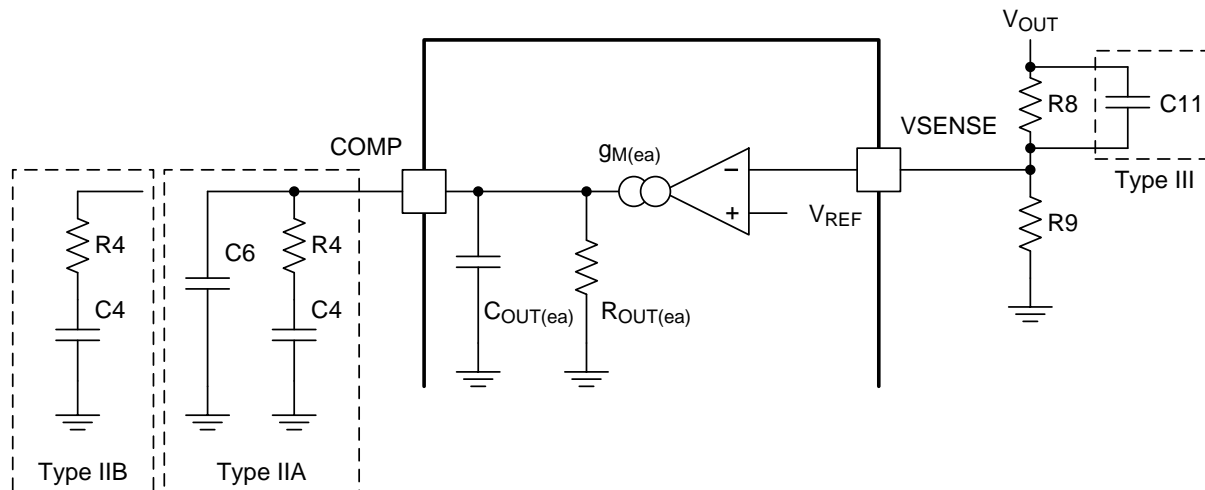 VOUT
R8
C11
Type III
VSENSE
COMP
gM(ea)
−
+
VREF
R9
R4
C4
Type IIB
C6
R4
C4
Type IIA
COUT(ea)
ROUT(ea)